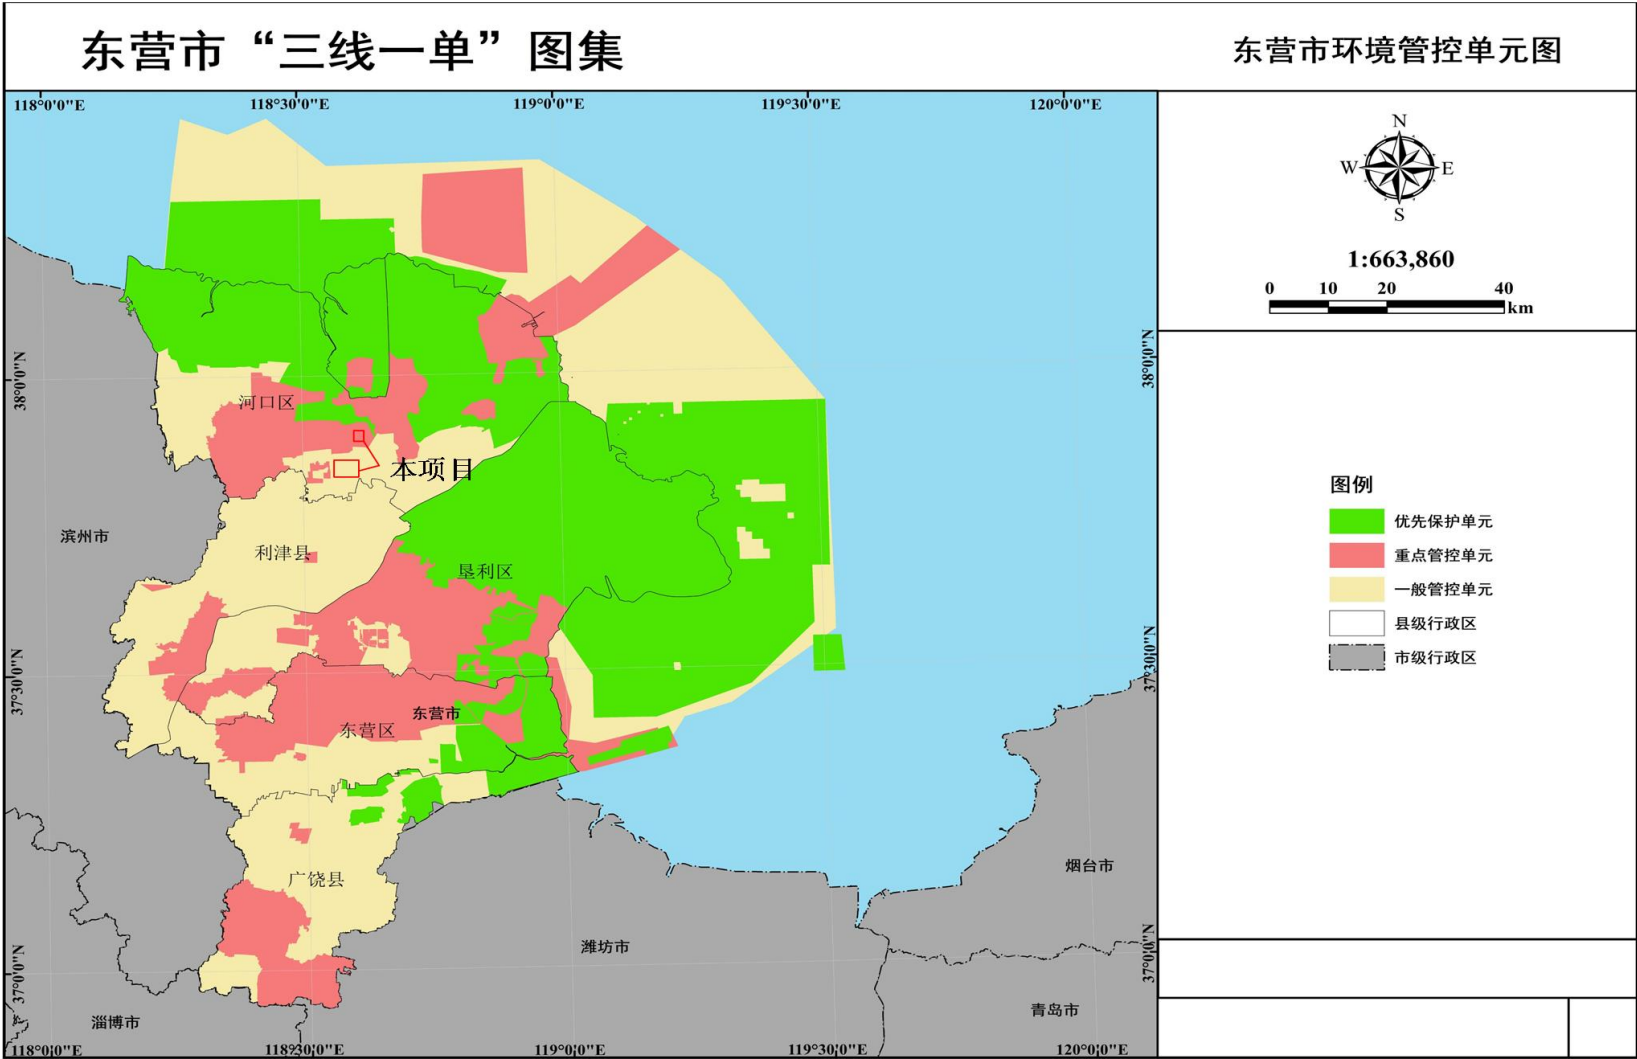 东营市“三线一单”图集
东营市环境管控单元图
118°0'0"E
118°30'0"E
119°0'0"E
119°30'0"E
120°0'0"E
N
W
E
S
1:663,860
0
10
20
40
km
38°0'0"N
38°0'0"N
河口区
本项目
图例
优先保护单元
重点管控单元
一般管控单元
县级行政区
市级行政区
滨州市
利津县
垦利区
37°30'0"N
37°30'0"N
东营市
东营区
广饶县
烟台市
潍坊市
37°0'0"N
37°0'0"N
淄博市
青岛市
118°0'0"E
118°30'0"E
119°0'0"E
119°30'0"E
120°0'0"E